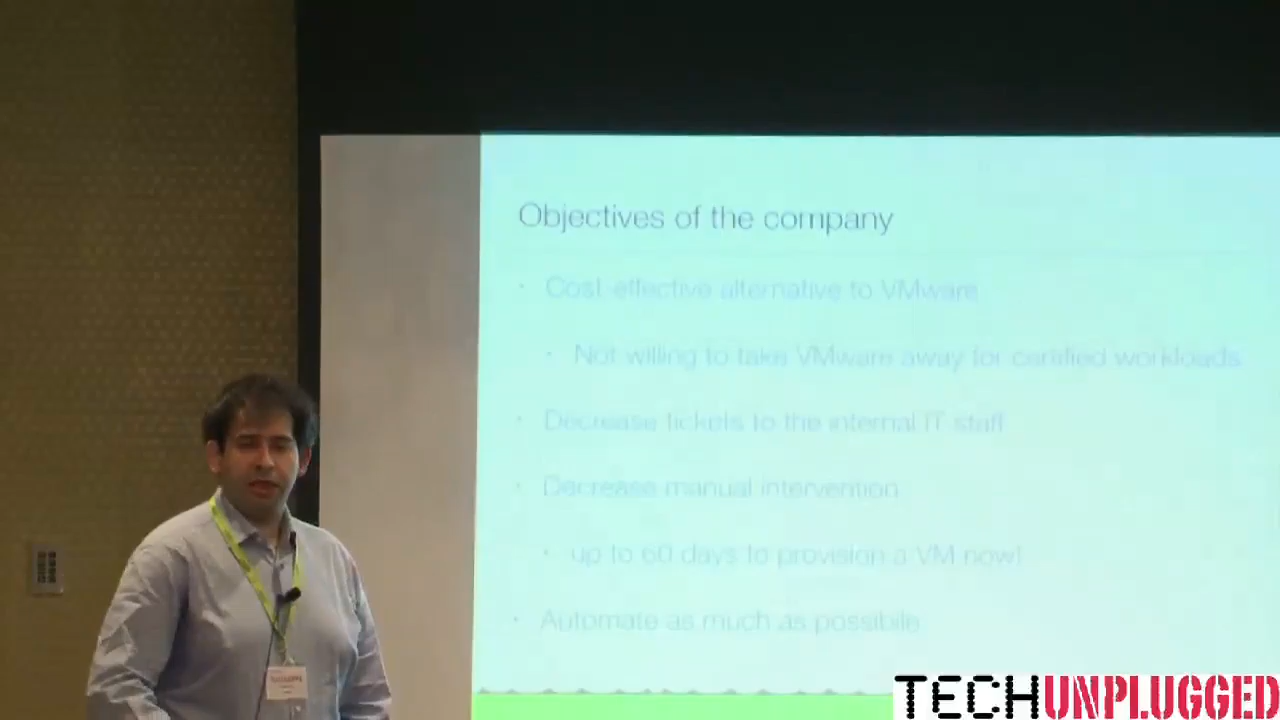 Objectives of the company
· Cost effective alternative to VMware
· Not willing to take VMware away for certified workloads
· Decrease tickets to the internal IT staff
· Decrease manual intervention
· up to 60 days to provision a VM now!
· Automate as much as possibile
TECHUNPLUGGED